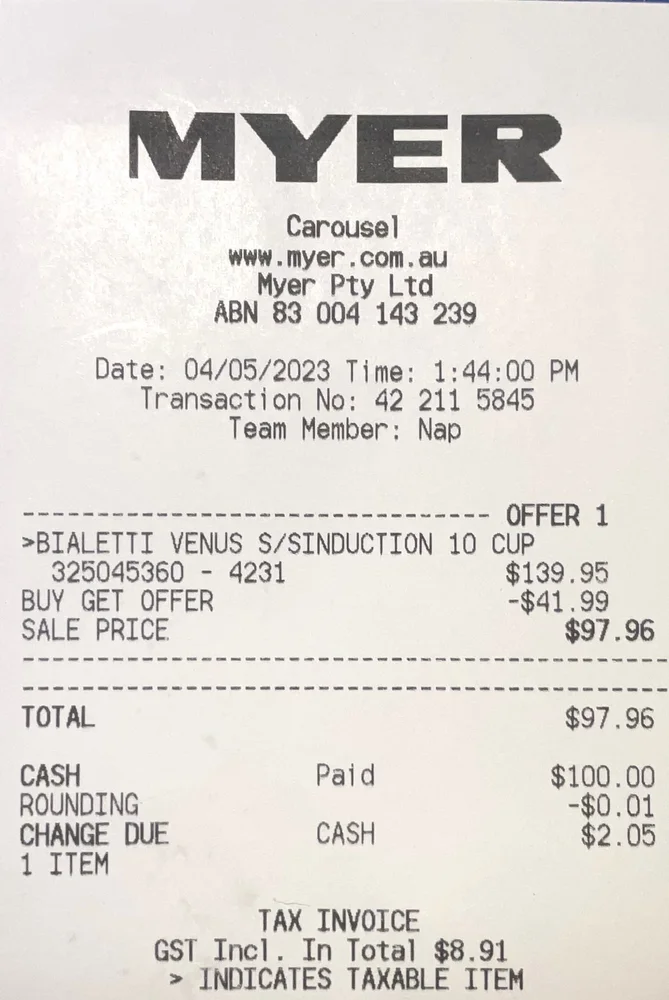 MYER
Carousel
www.myer.com.au
Myer Pty Ltd
ABN 83 004 143 239
Date: 04/05/2023 Time: 1:44:00 PM
Transaction No: 42 211 5845
Team Member: Nap
-------------------------------- OFFER 1
>BIALETTI VENUS S/SINDUCTION 10 CUP
325045360 - 4231 $139.95
BUY GET OFFER -$41.99
SALE PRICE $97.96
--------------------------------------------
--------------------------------------------
TOTAL $97.96
CASH Paid $100.00
ROUNDING -$0.01
CHANGE DUE CASH $2.05
1 ITEM
TAX INVOICE
GST Incl. In Total $8.91
> INDICATES TAXABLE ITEM